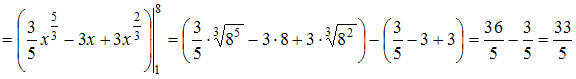 = (3/5 x^(5/3) − 3x + 3x^(2/3)) |₁⁸ = (3/5 · ∛(8⁵) − 3 · 8 + 3 · ∛(8²)) − (3/5 − 3 + 3) = 36/5 − 3/5 = 33/5